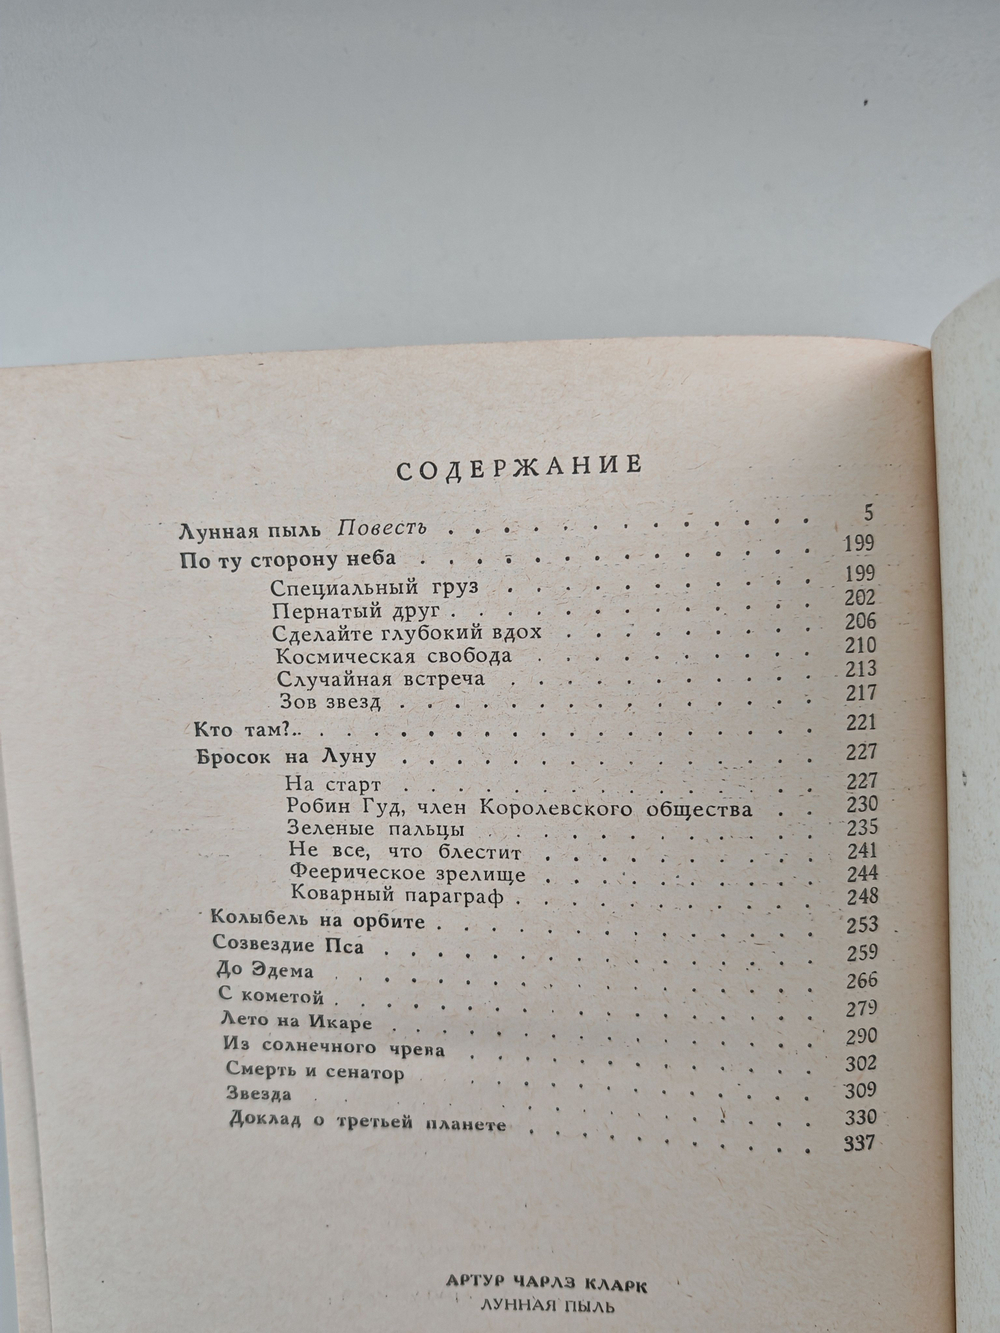 СОДЕРЖАНИЕ
Лунная пыль Повесть . . . . . . . . . . . . . 5
По ту сторону неба . . . . . . . . . . . . . . 199
Специальный груз . . . . . . . . . . . 199
Пернатый друг . . . . . . . . . . . . . 202
Сделайте глубокий вдох . . . . . . . . . 206
Космическая свобода . . . . . . . . . . 210
Случайная встреча . . . . . . . . . . . 213
Зов звезд . . . . . . . . . . . . . . . 217
Кто там?.. . . . . . . . . . . . . . . . . . . 221
Бросок на Луну . . . . . . . . . . . . . . . 227
На старт . . . . . . . . . . . . . . . 227
Робин Гуд, член Королевского общества . . 230
Зеленые пальцы . . . . . . . . . . . . 235
Не все, что блестит . . . . . . . . . . 241
Феерическое зрелище . . . . . . . . . . 244
Коварный параграф . . . . . . . . . . . 248
Колыбель на орбите . . . . . . . . . . . . . . 253
Созвездие Пса . . . . . . . . . . . . . . . . 259
До Эдема . . . . . . . . . . . . . . . . . . 266
С кометой . . . . . . . . . . . . . . . . . . 279
Лето на Икаре . . . . . . . . . . . . . . . . 290
Из солнечного чрева . . . . . . . . . . . . . 302
Смерть и сенатор . . . . . . . . . . . . . . . 309
Звезда . . . . . . . . . . . . . . . . . . . 330
Доклад о третьей планете . . . . . . . . . . . 337
АРТУР ЧАРЛЗ КЛАРК
ЛУННАЯ ПЫЛЬ